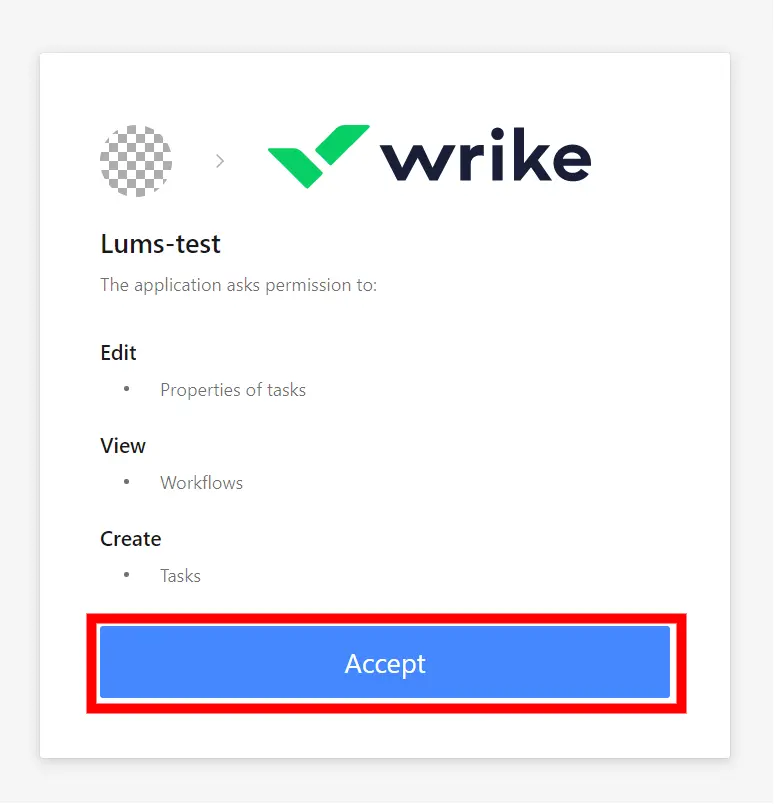 wrike
Lums-test
The application asks permission to:
Edit
• Properties of tasks
View
• Workflows
Create
• Tasks
Accept